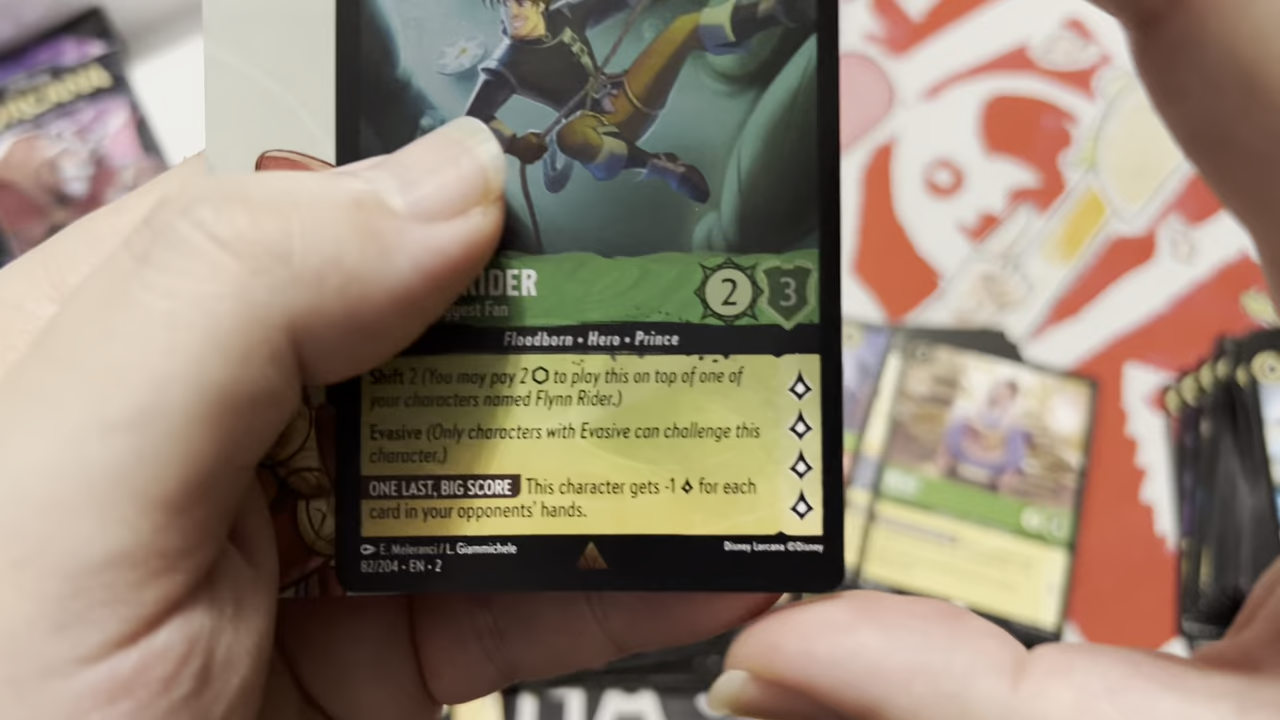 RIDER
2 3
Floodborn • Hero • Prince
Shift 2 (You may pay 2 to play this on top of one of
your characters named Flynn Rider.)
Evasive (Only characters with Evasive can challenge this
character.)
ONE LAST, BIG SCORE This character gets -1 for each
card in your opponents' hands.
E. Meleranci / L. Giammichele
Disney Lorcana ©Disney
82/204 • EN • 2